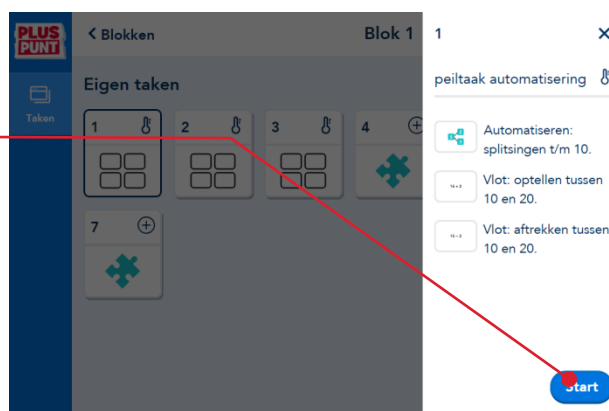 PLUS
PUNT
Taken
< Blokken
Blok 1
Eigen taken
1
2
3
4
7
1
peiltaak automatisering
Automatiseren:
splitsingen t/m 10.
Vlot: optellen tussen
10 en 20.
Vlot: aftrekken tussen
10 en 20.
Start